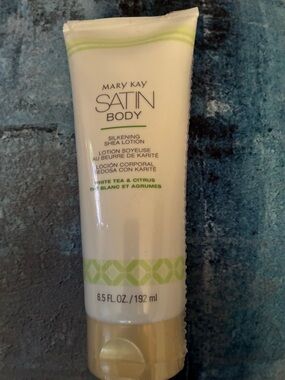 MARY KAY
SATIN
BODY
SILKENING
SHEA LOTION
LOTION SOYEUSE
AU BEURRE DE KARITÉ
LOCIÓN CORPORAL
SEDOSA CON KARITÉ
WHITE TEA & CITRUS
THÉ BLANC ET AGRUMES
6.5 FL.OZ. / 192 ml